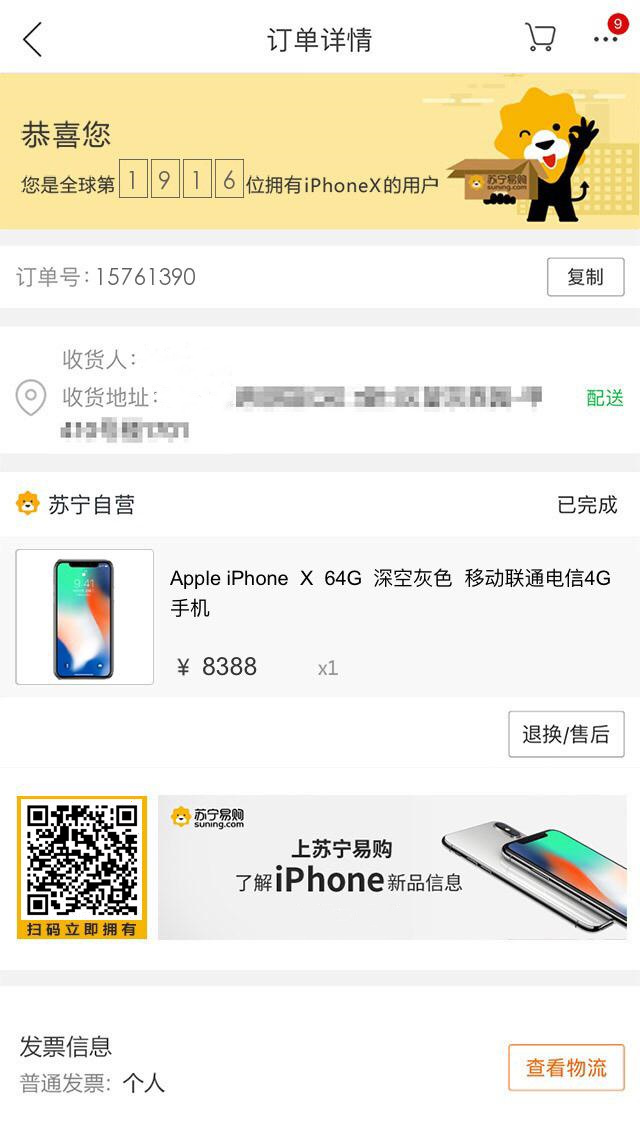 订单详情
9
恭喜您
您是全球第1916位拥有iPhoneX的用户
苏宁易购
suning.com
订单号:15761390
复制
收货人:
收货地址:
配送
苏宁自营
已完成
9:41
Apple iPhone X 64G 深空灰色 移动联通电信4G
手机
¥ 8388
x1
退换/售后
苏宁易购
suning.com
上苏宁易购
了解iPhone新品信息
扫码立即拥有
发票信息
普通发票: 个人
查看物流